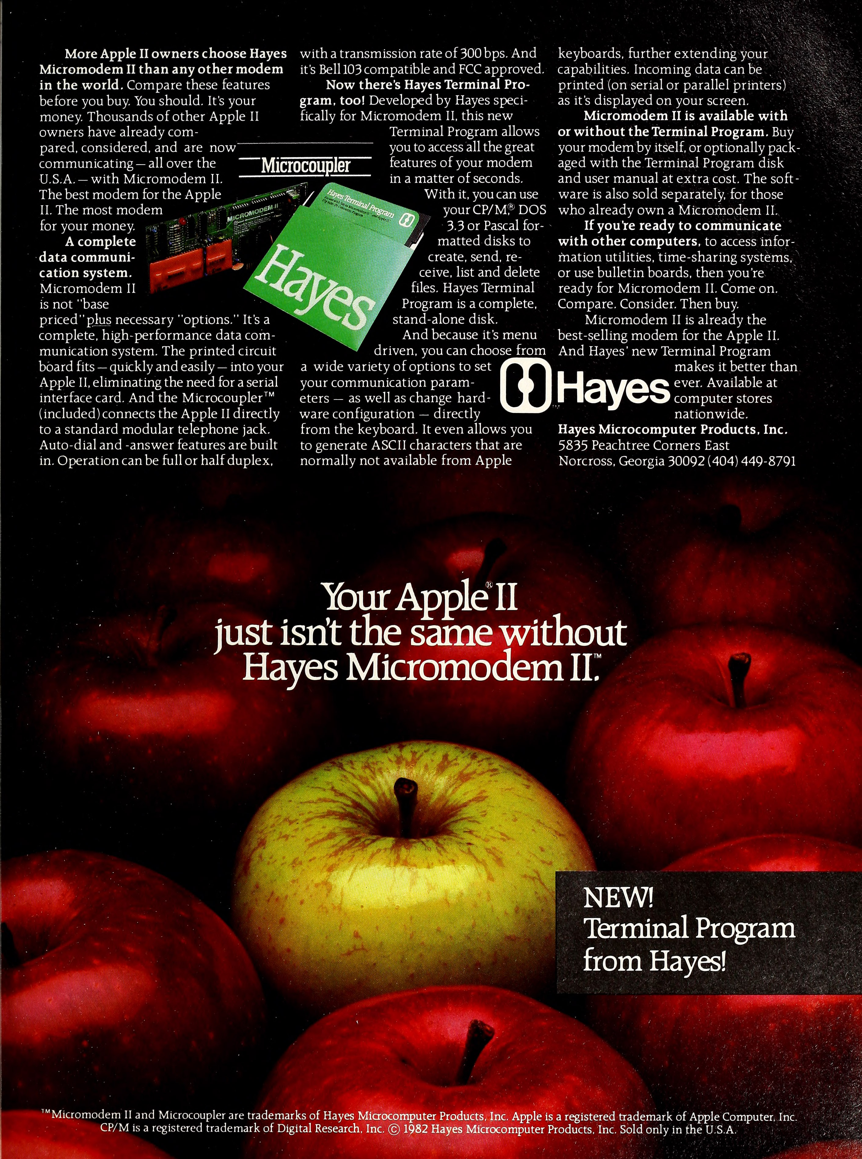 More Apple II owners choose Hayes
Micromodem II than any other modem
in the world. Compare these features
before you buy. You should. It's your
money. Thousands of other Apple II
owners have already com-
pared, considered, and are now
communicating — all over the
U.S.A. — with Micromodem II.
The best modem for the Apple
II. The most modem
for your money.
A complete
data communi-
cation system.
Micromodem II
is not "base
priced" plus necessary "options." It's a
complete, high-performance data com-
munication system. The printed circuit
board fits — quickly and easily — into your
Apple II, eliminating the need for a serial
interface card. And the Microcoupler™
(included) connects the Apple II directly
to a standard modular telephone jack.
Auto-dial and -answer features are built
in. Operation can be full or half duplex,
with a transmission rate of 300 bps. And
it's Bell 103 compatible and FCC approved.
Now there's Hayes Terminal Pro-
gram, too! Developed by Hayes speci-
fically for Micromodem II, this new
Terminal Program allows
you to access all the great
features of your modem
in a matter of seconds.
With it, you can use
your CP/M,® DOS
3.3 or Pascal for-
matted disks to
create, send, re-
ceive, list and delete
files. Hayes Terminal
Program is a complete,
stand-alone disk.
And because it's menu
driven, you can choose from
a wide variety of options to set
your communication param-
eters — as well as change hard-
ware configuration — directly
from the keyboard. It even allows you
to generate ASCII characters that are
normally not available from Apple
keyboards, further extending your
capabilities. Incoming data can be
printed (on serial or parallel printers)
as it's displayed on your screen.
Micromodem II is available with
or without the Terminal Program. Buy
your modem by itself, or optionally pack-
aged with the Terminal Program disk
and user manual at extra cost. The soft-
ware is also sold separately, for those
who already own a Micromodem II.
If you're ready to communicate
with other computers, to access infor-
mation utilities, time-sharing systems,
or use bulletin boards, then you're
ready for Micromodem II. Come on.
Compare. Consider. Then buy.
Micromodem II is already the
best-selling modem for the Apple II.
And Hayes' new Terminal Program
makes it better than
ever. Available at
computer stores
nationwide.
Hayes Microcomputer Products, Inc.
5835 Peachtree Corners East
Norcross, Georgia 30092 (404) 449-8791
Microcoupler
MICROMODEM II
Hayes Terminal Program
Hayes
Hayes
Your Apple® II
just isn't the same without
Hayes Micromodem II.™
NEW!
Terminal Program
from Hayes!
™Micromodem II and Microcoupler are trademarks of Hayes Microcomputer Products, Inc. Apple is a registered trademark of Apple Computer, Inc.
CP/M is a registered trademark of Digital Research, Inc. © 1982 Hayes Microcomputer Products, Inc. Sold only in the U.S.A.